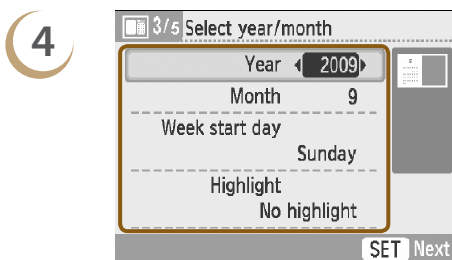 4
3/5 Select year/month
Year 2009
Month 9
Week start day
Sunday
Highlight
No highlight
SET Next